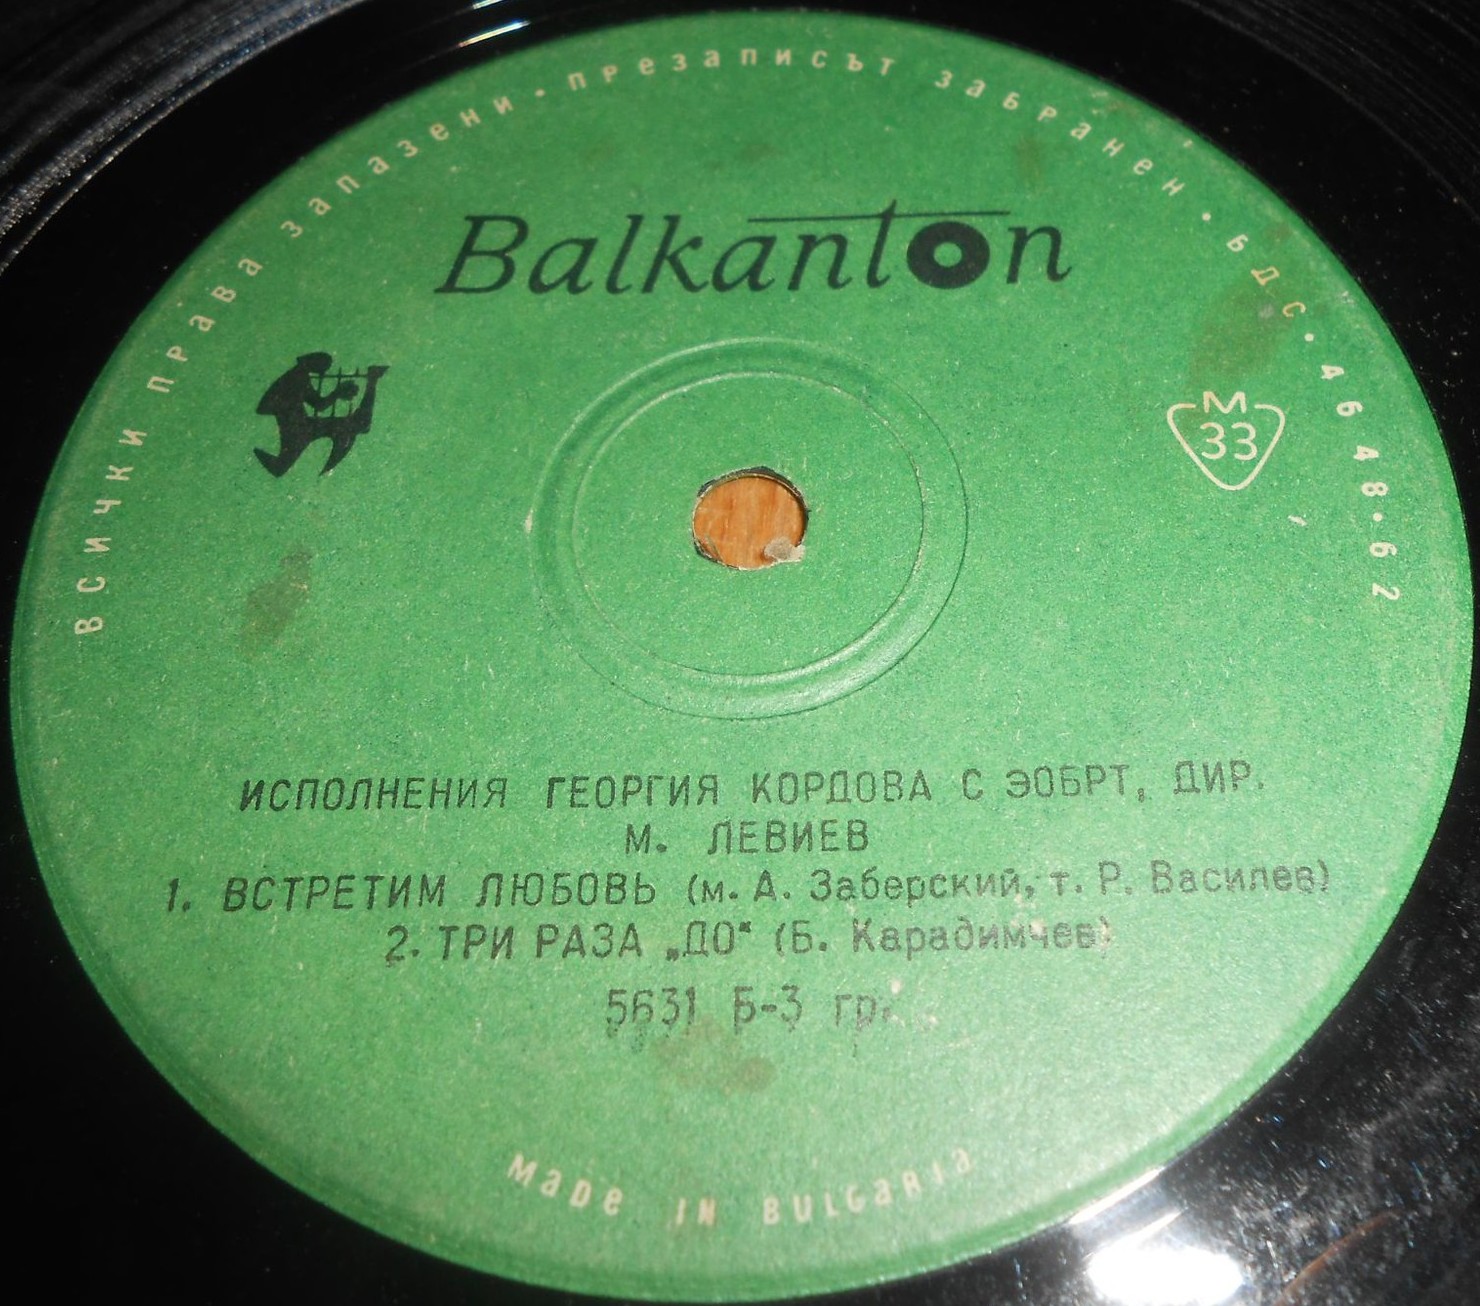 всички права запазени · презаписът забранен · БДС · 4648·62
Balkanton
M
33
ИСПОЛНЕНИЯ ГЕОРГИЯ КОРДОВА С ЭОБРТ, ДИР.
М. ЛЕВИЕВ
1. ВСТРЕТИМ ЛЮБОВЬ (м. А. Заберский, т. Р. Василев)
2. ТРИ РАЗА „ДО“ (Б. Карадимчев)
5631 Б-3 гр.
Made in Bulgaria